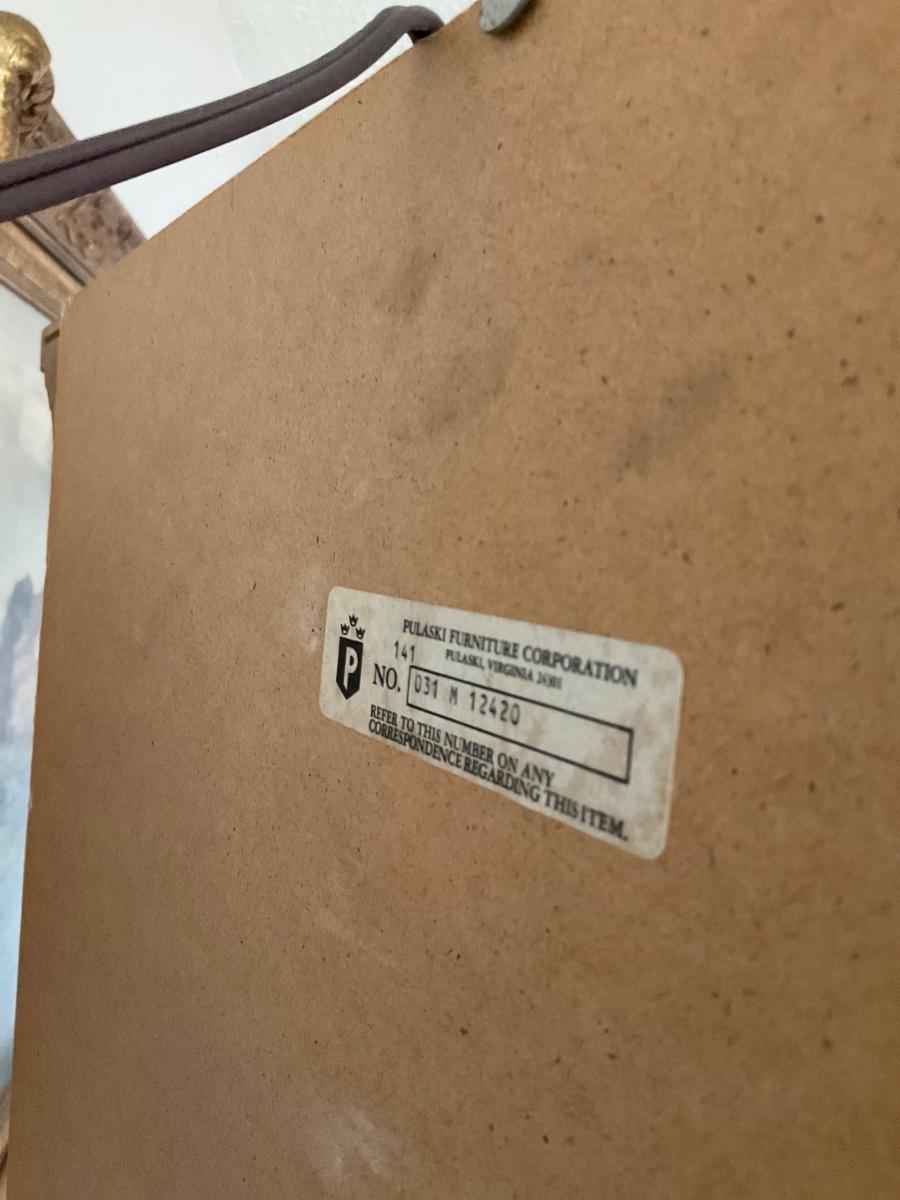 P
PULASKI FURNITURE CORPORATION
141 PULASKI, VIRGINIA 24301
NO. 031 M 12420
REFER TO THIS NUMBER ON ANY
CORRESPONDENCE REGARDING THIS ITEM.